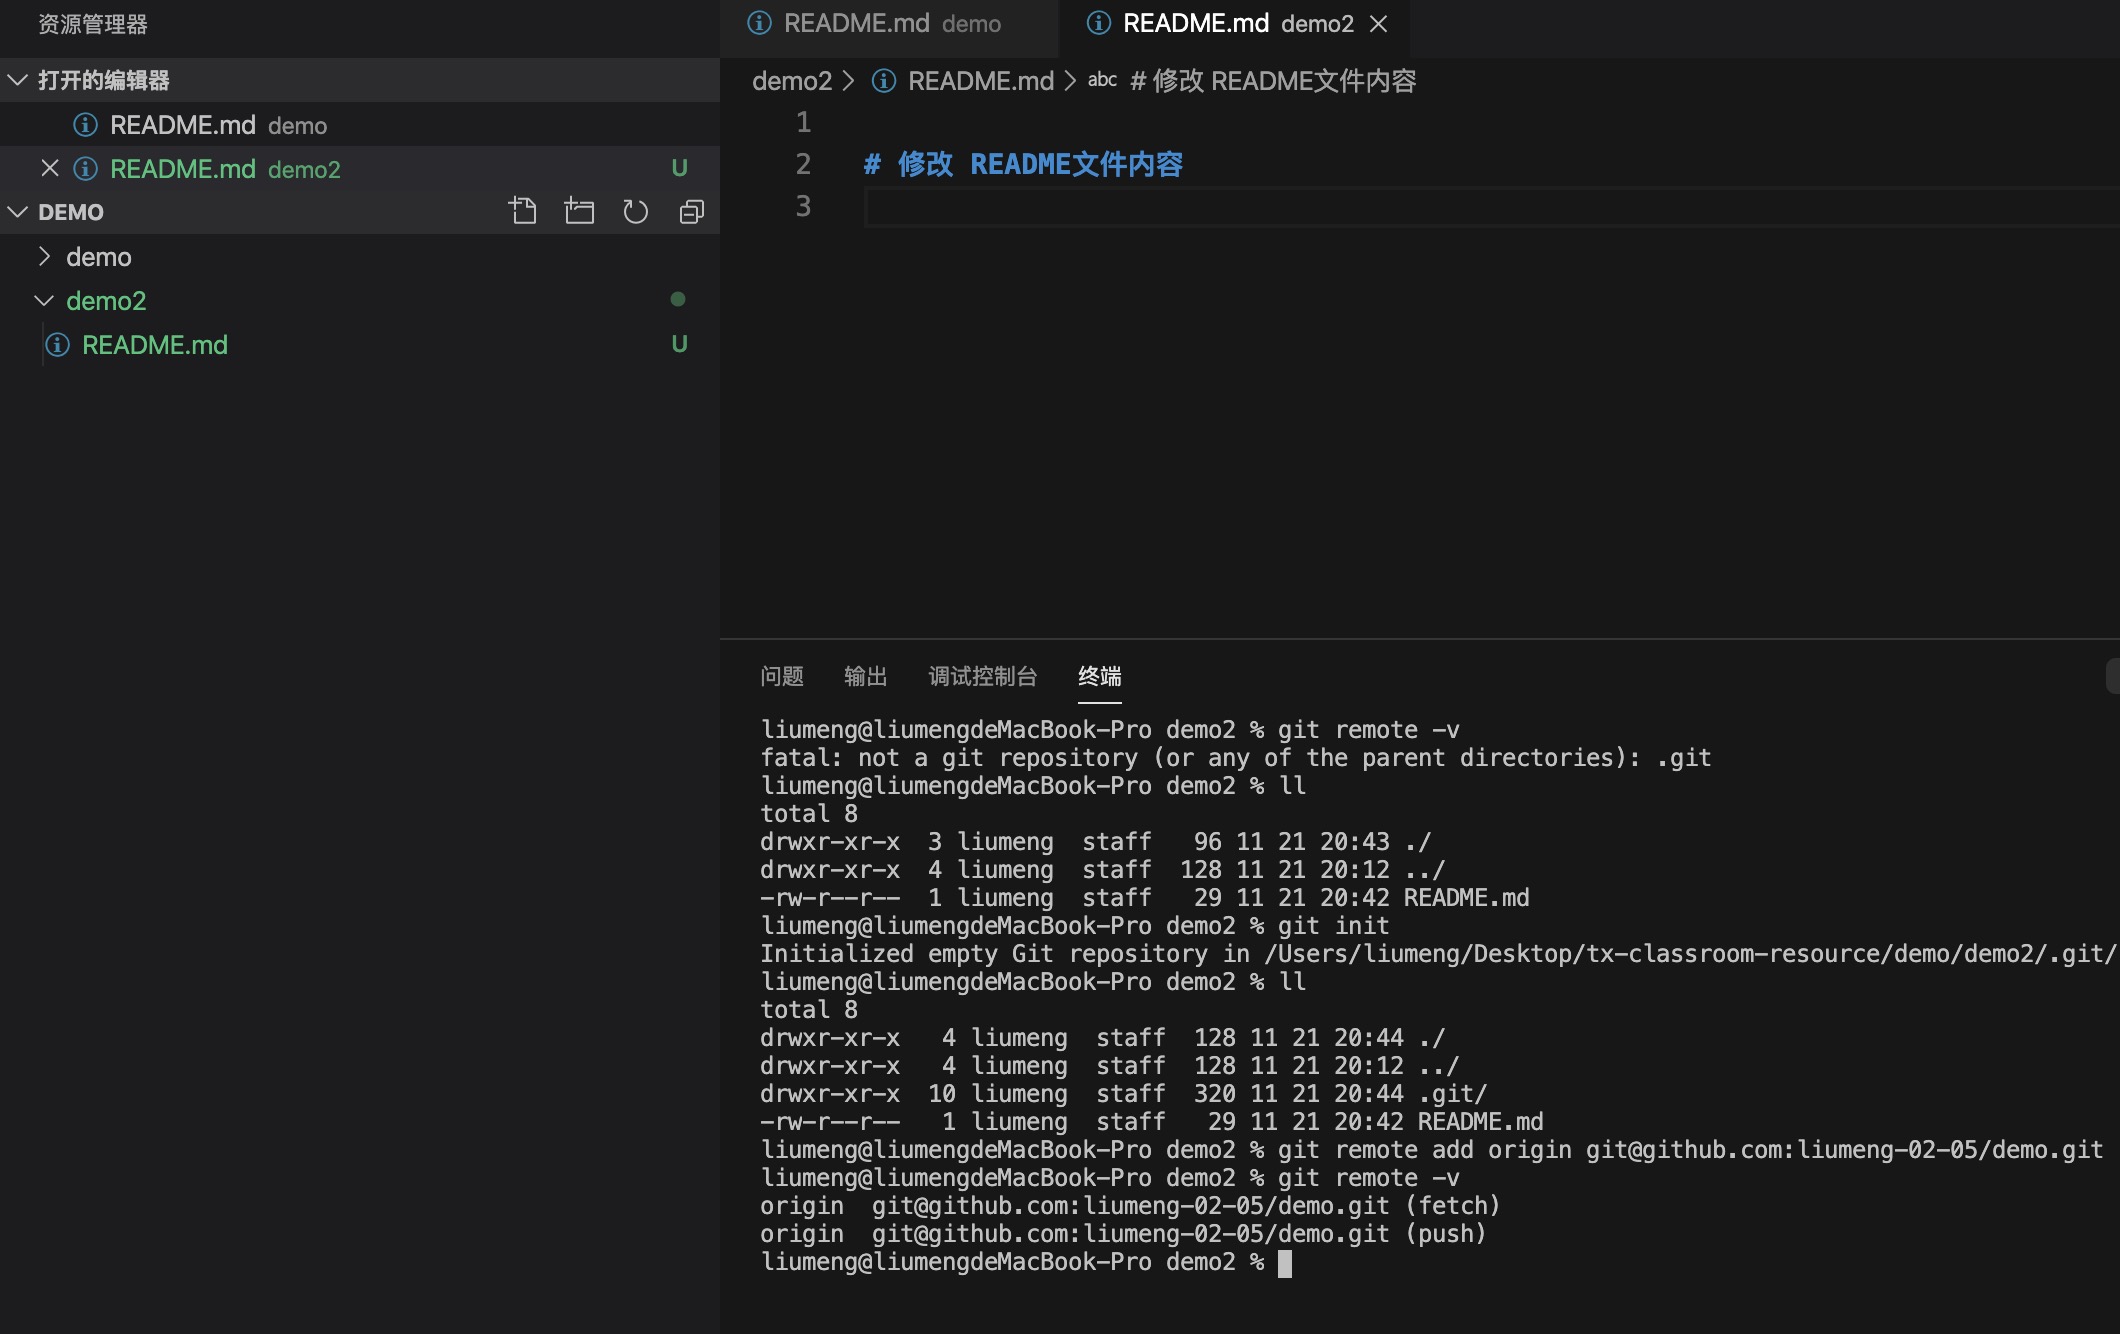 资源管理器
打开的编辑器
README.md demo
README.md demo2 U
DEMO
demo
demo2
README.md U
README.md demo
README.md demo2
demo2 > README.md > abc # 修改 README文件内容
1
2 # 修改 README文件内容
3
问题 输出 调试控制台 终端
liumeng@liumengdeMacBook-Pro demo2 % git remote -v
fatal: not a git repository (or any of the parent directories): .git
liumeng@liumengdeMacBook-Pro demo2 % ll
total 8
drwxr-xr-x  3 liumeng  staff   96 11 21 20:43 ./
drwxr-xr-x  4 liumeng  staff  128 11 21 20:12 ../
-rw-r--r--  1 liumeng  staff   29 11 21 20:42 README.md
liumeng@liumengdeMacBook-Pro demo2 % git init
Initialized empty Git repository in /Users/liumeng/Desktop/tx-classroom-resource/demo/demo2/.git/
liumeng@liumengdeMacBook-Pro demo2 % ll
total 8
drwxr-xr-x   4 liumeng  staff  128 11 21 20:44 ./
drwxr-xr-x   4 liumeng  staff  128 11 21 20:12 ../
drwxr-xr-x  10 liumeng  staff  320 11 21 20:44 .git/
-rw-r--r--   1 liumeng  staff   29 11 21 20:42 README.md
liumeng@liumengdeMacBook-Pro demo2 % git remote add origin git@github.com:liumeng-02-05/demo.git
liumeng@liumengdeMacBook-Pro demo2 % git remote -v
origin  git@github.com:liumeng-02-05/demo.git (fetch)
origin  git@github.com:liumeng-02-05/demo.git (push)
liumeng@liumengdeMacBook-Pro demo2 %